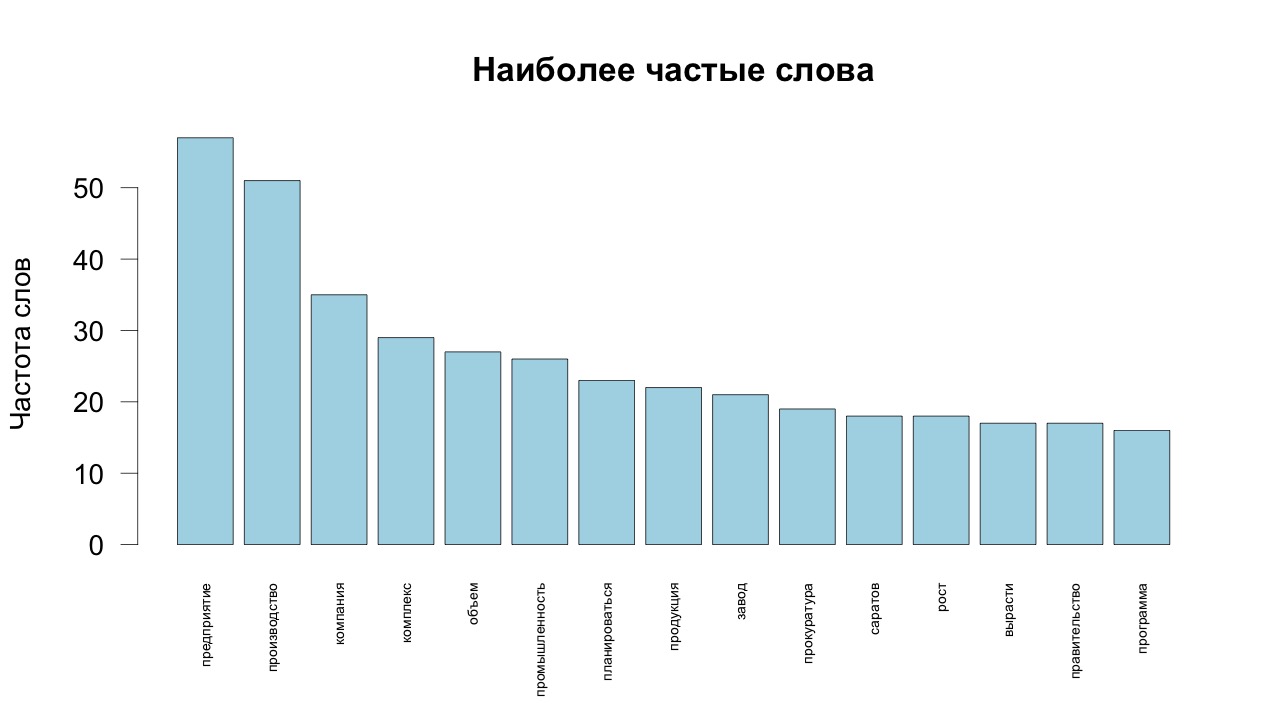 Наиболее частые слова
Частота слов
50
40
30
20
10
0
предприятие
производство
компания
комплекс
объем
промышленность
планироваться
продукция
завод
прокуратура
саратов
рост
вырасти
правительство
программа